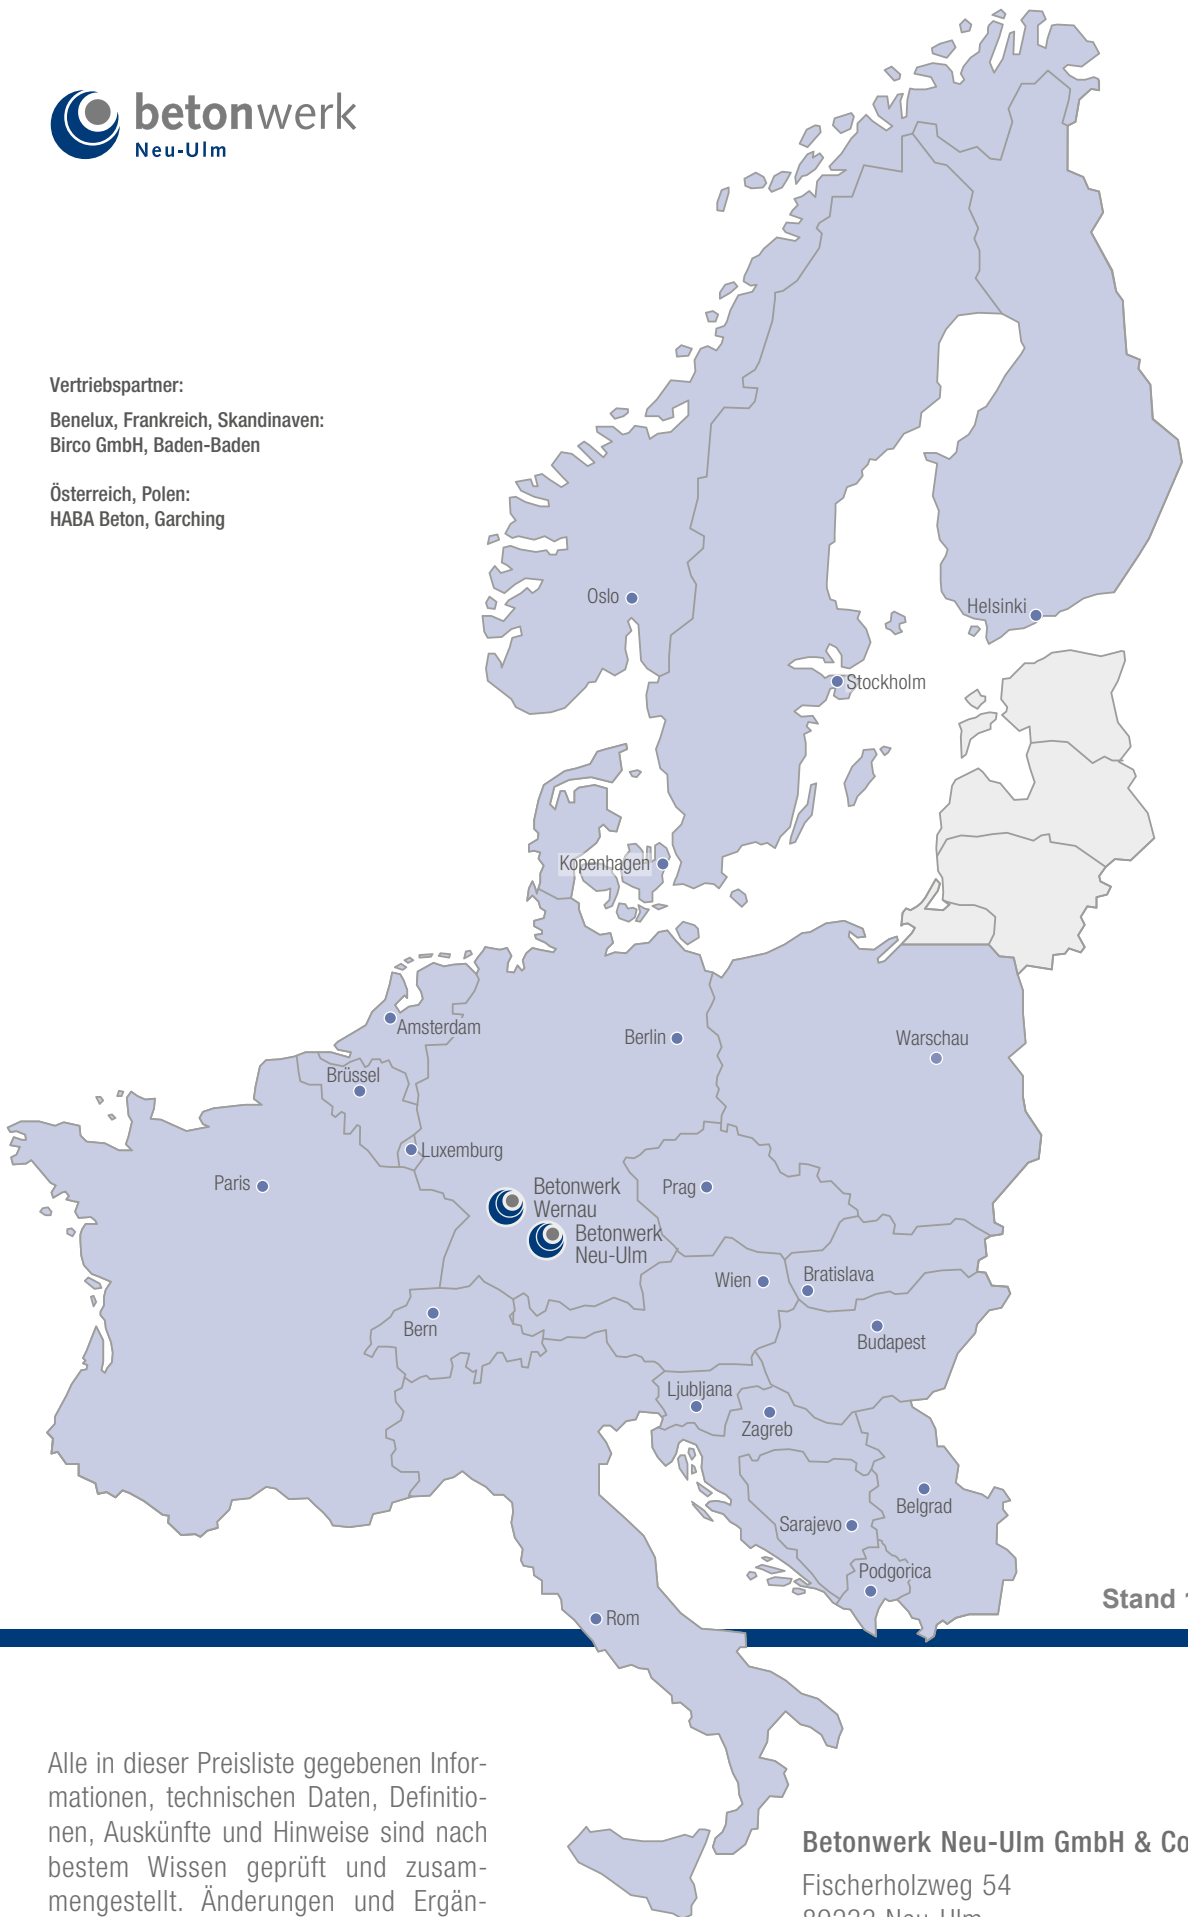 betonwerk
Neu-Ulm
Vertriebspartner:
Benelux, Frankreich, Skandinaven:
Birco GmbH, Baden-Baden
Österreich, Polen:
HABA Beton, Garching
Oslo
Helsinki
Stockholm
Kopenhagen
Amsterdam
Berlin
Warschau
Brüssel
Luxemburg
Paris
Betonwerk
Wernau
Prag
Betonwerk
Neu-Ulm
Wien
Bratislava
Bern
Budapest
Ljubljana
Zagreb
Belgrad
Sarajevo
Podgorica
Rom
Stand
Alle in dieser Preisliste gegebenen Infor-
mationen, technischen Daten, Definitio-
nen, Auskünfte und Hinweise sind nach
bestem Wissen geprüft und zusam-
mengestellt. Änderungen und Ergän-
Betonwerk Neu-Ulm GmbH & Co
Fischerholzweg 54
89233 Neu-Ulm